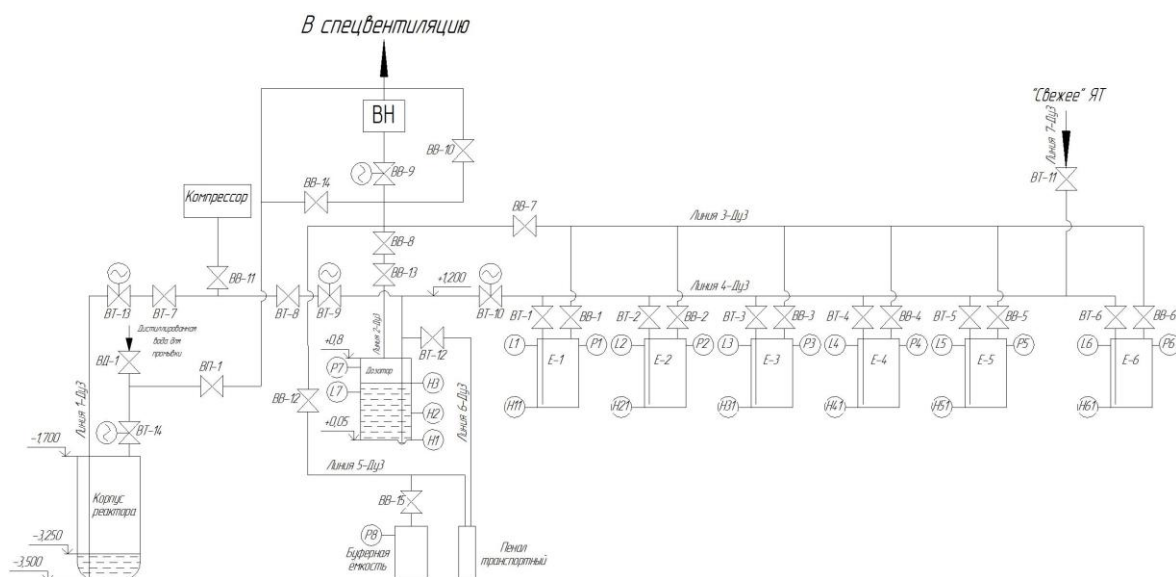 В спецвентиляцию
"Свежее" ЯТ
ВН
Линия 7-Ду3
ВВ-10
ВВ-9
ВТ-11
ВВ-14
Компрессор
ВВ-7
Линия 3-Ду3
ВВ-8
ВВ-11
ВВ-13
+1,200
Линия 4-Ду3
ВТ-13
ВТ-7
ВТ-8
ВТ-9
ВТ-10
ВТ-1
ВВ-1
ВТ-2
ВВ-2
ВТ-3
ВВ-3
ВТ-4
ВВ-4
ВТ-5
ВВ-5
ВТ-6
ВВ-6
Дистиллированная
вода для
промывки
Линия 2-Ду3
ВТ-12
+0,8
L1
P1
L2
P2
L3
P3
L4
P4
L5
P5
L6
P6
ВД-1
ВП-1
P7
Дозатор
Е-1
Е-2
Е-3
Е-4
Е-5
Е-6
Линия 1-Ду3
ВВ-12
L7
H3
H2
Линия 6-Ду3
H11
H21
H31
H41
H51
H61
+0,05
H1
ВТ-14
-1,700
Линия 5-Ду3
Корпус
реактора
ВВ-15
-3,250
P8
Буферная
емкость
Пенал
транспортный
-3,500